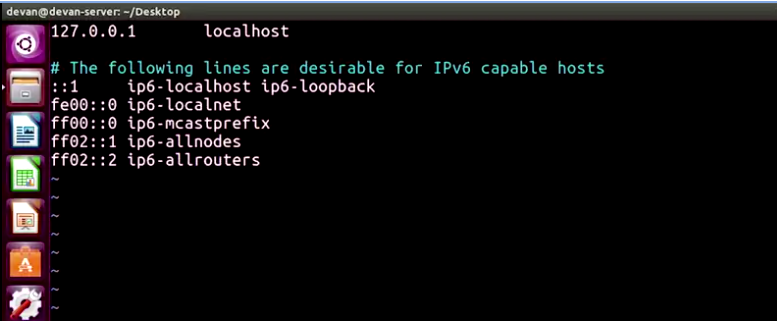 devan@devan-server: ~/Desktop
127.0.0.1       localhost
# The following lines are desirable for IPv6 capable hosts
::1     ip6-localhost ip6-loopback
fe00::0 ip6-localnet
ff00::0 ip6-mcastprefix
ff02::1 ip6-allnodes
ff02::2 ip6-allrouters
~
~
~
~
~
~
~
~